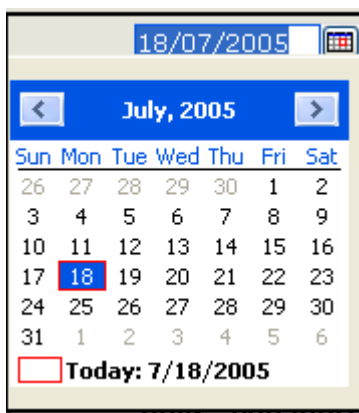 18/07/2005
July, 2005
Sun Mon Tue Wed Thu Fri Sat
26 27 28 29 30 1 2
3 4 5 6 7 8 9
10 11 12 13 14 15 16
17 18 19 20 21 22 23
24 25 26 27 28 29 30
31 1 2 3 4 5 6
Today: 7/18/2005